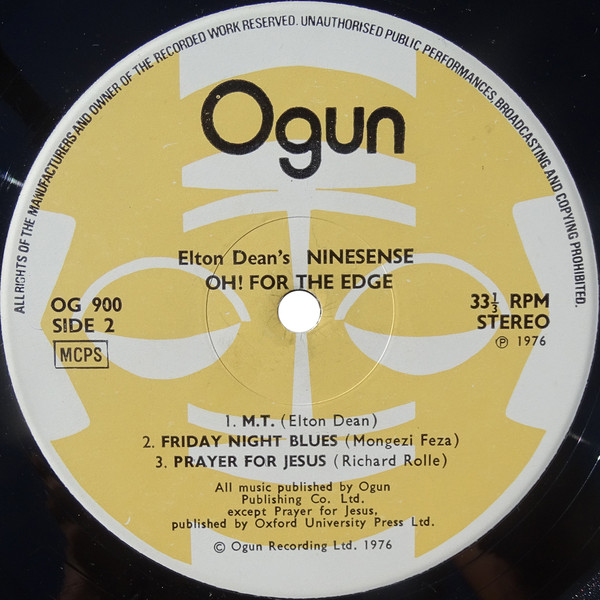 ALL RIGHTS OF THE MANUFACTURERS AND OWNER OF THE RECORDED WORK RESERVED. UNAUTHORISED PUBLIC PERFORMANCES, BROADCASTING AND COPYING PROHIBITED.
Ogun
Elton Dean's NINESENSE
OH! FOR THE EDGE
OG 900
SIDE 2
MCPS
33⅓ RPM
STEREO
℗ 1976
1. M.T. (Elton Dean)
2. FRIDAY NIGHT BLUES (Mongezi Feza)
3. PRAYER FOR JESUS (Richard Rolle)
All music published by Ogun
Publishing Co. Ltd.
except Prayer for Jesus,
published by Oxford University Press Ltd.
© Ogun Recording Ltd. 1976